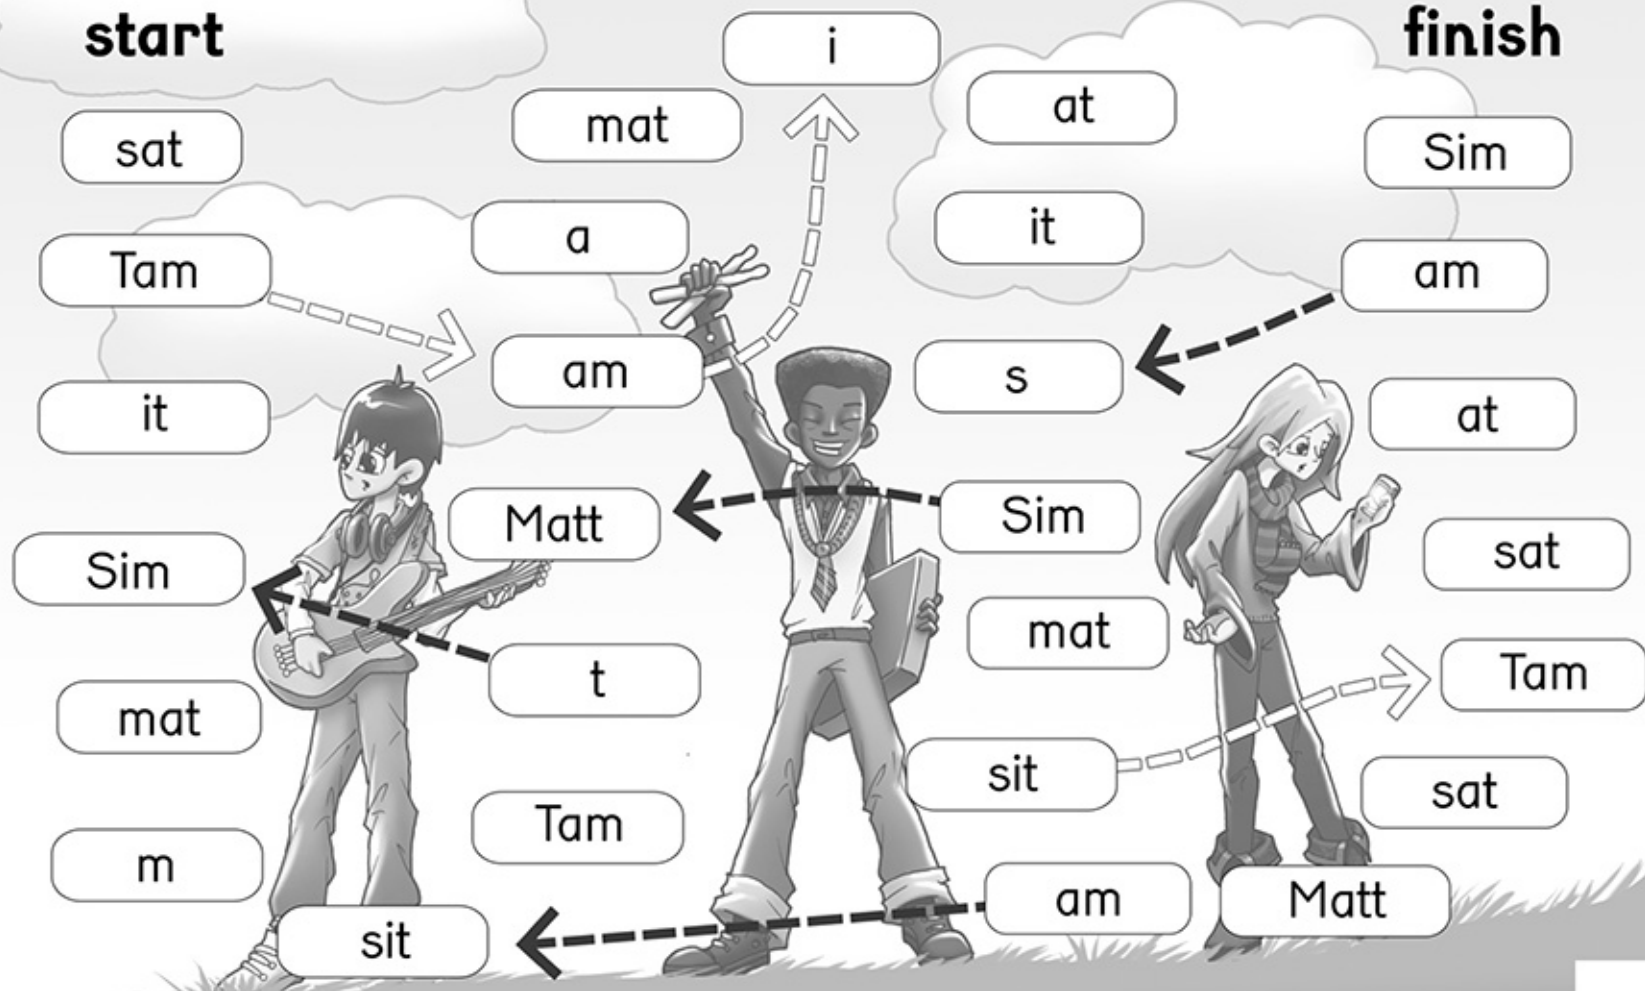 start
finish
i
at
mat
Sim
sat
a
it
Tam
am
am
s
it
at
Matt
Sim
sat
Sim
mat
t
Tam
mat
sit
sat
Tam
m
am
Matt
sit